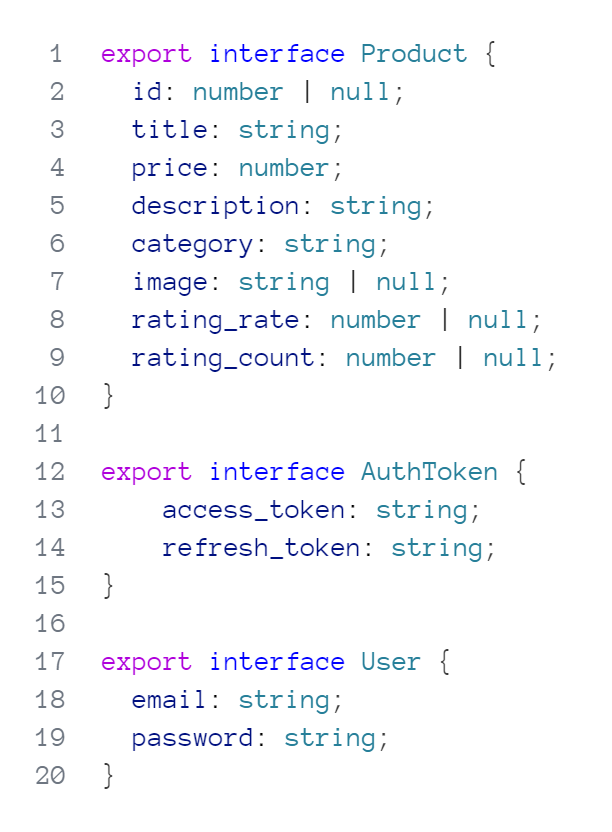 1 export interface Product {
2   id: number | null;
3   title: string;
4   price: number;
5   description: string;
6   category: string;
7   image: string | null;
8   rating_rate: number | null;
9   rating_count: number | null;
10 }
11
12 export interface AuthToken {
13     access_token: string;
14     refresh_token: string;
15 }
16
17 export interface User {
18   email: string;
19   password: string;
20 }